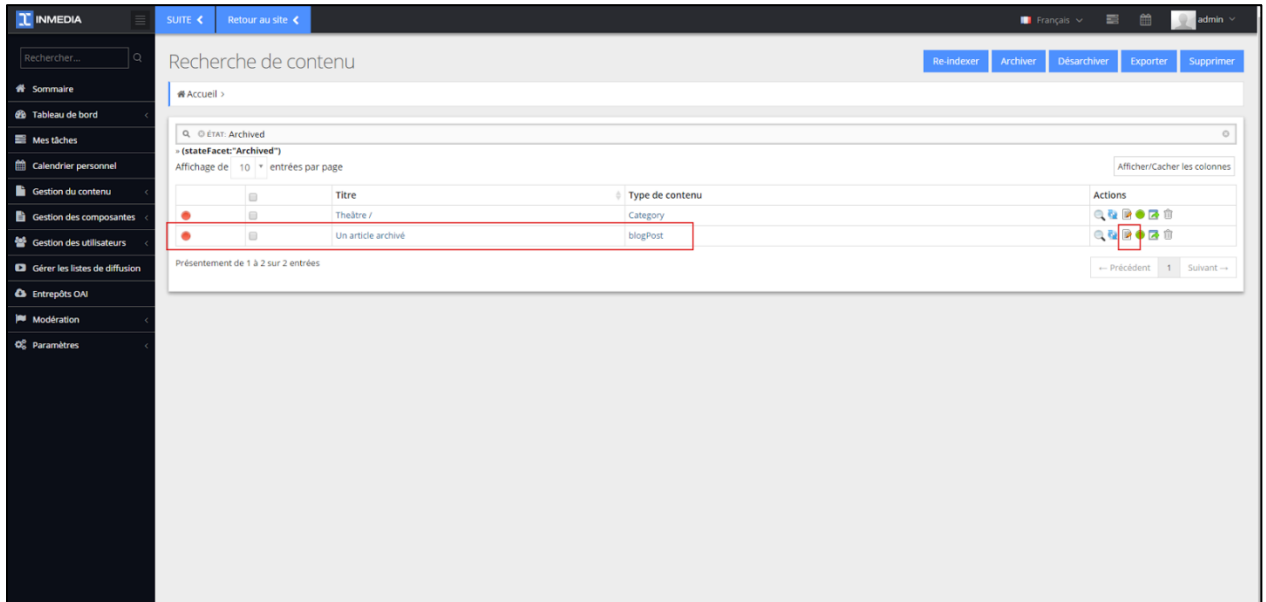 INMEDIA
SUITE
Retour au site
Français
admin
Rechercher...
Sommaire
Tableau de bord
Mes tâches
Calendrier personnel
Gestion du contenu
Gestion des composantes
Gestion des utilisateurs
Gérer les listes de diffusion
Entrepôts OAI
Modération
Paramètres
Recherche de contenu
Re-indexer Archiver Désarchiver Exporter Supprimer
Accueil >
ÉTAT: Archived
» (stateFacet:"Archived")
Affichage de 10 entrées par page
Afficher/Cacher les colonnes
Titre Type de contenu Actions
Theâtre / Category
Un article archivé blogPost
Présentement de 1 à 2 sur 2 entrées
← Précédent 1 Suivant →